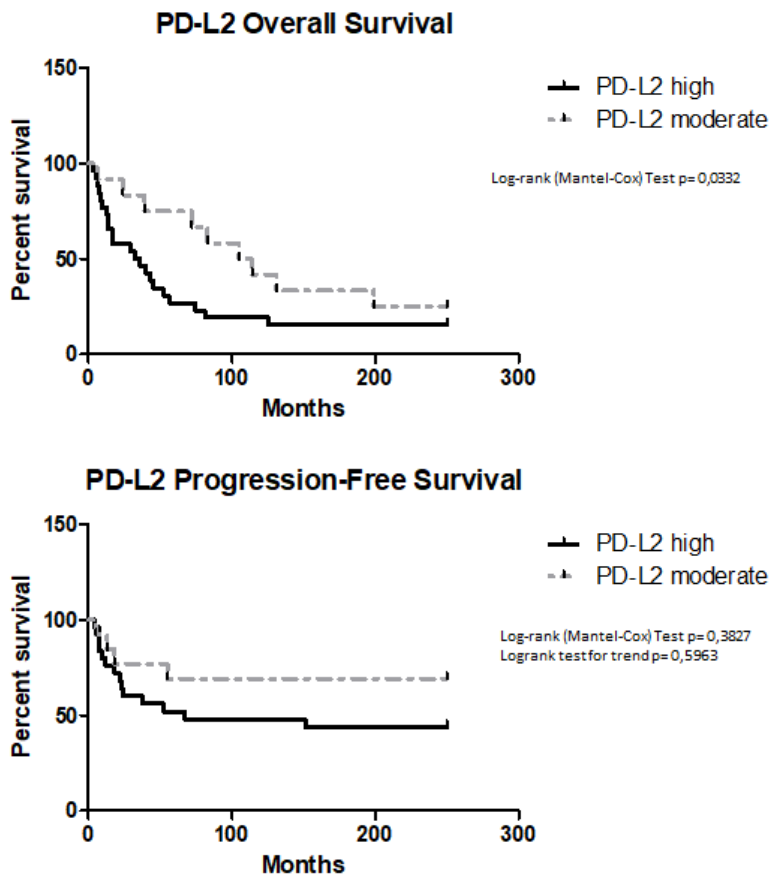 PD-L2 Overall Survival
150
100
50
0
Percent survival
0 100 200 300
Months
PD-L2 high
PD-L2 moderate
Log-rank (Mantel-Cox) Test p= 0,0332
PD-L2 Progression-Free Survival
150
100
50
0
Percent survival
0 100 200 300
Months
PD-L2 high
PD-L2 moderate
Log-rank (Mantel-Cox) Test p= 0,3827
Logrank test for trend p= 0,5963